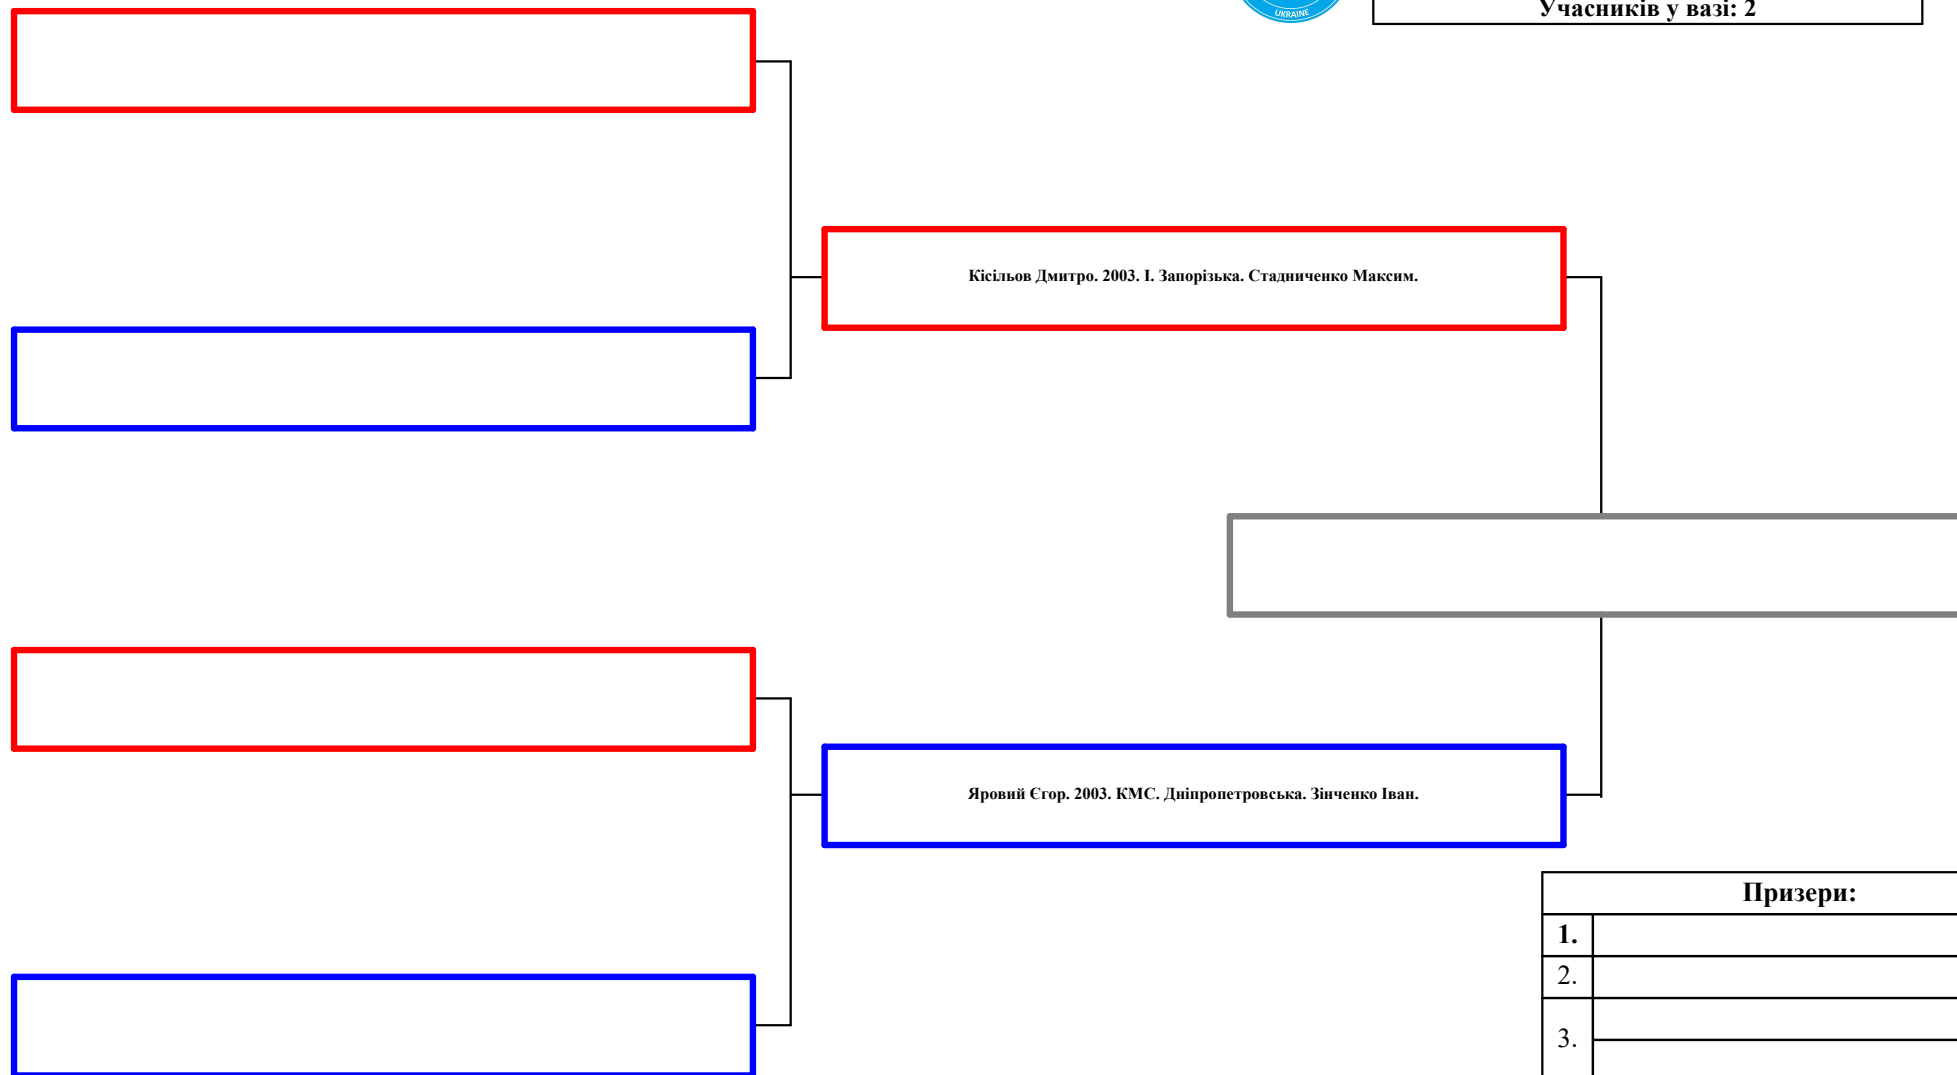 UKRAINE
Учасників у вазі: 2
Кісільов Дмитро. 2003. І. Запорізька. Стадниченко Максим.
Яровий Єгор. 2003. КМС. Дніпропетровська. Зінченко Іван.
Призери:
1.
2.
3.